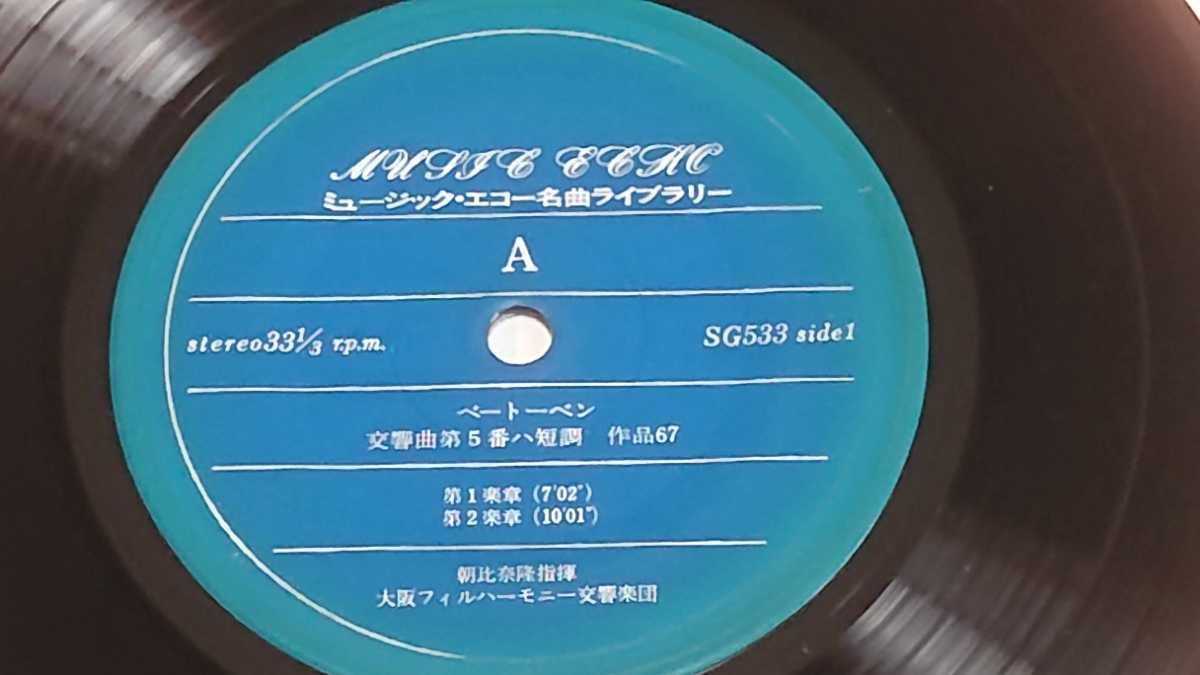 MUSIC ECHO
ミュージック・エコー名曲ライブラリー
A
stereo33⅓ r.p.m.
SG533 side1
ベートーベン
交響曲第5番ハ短調 作品67
第1楽章（7'02"）
第2楽章（10'01"）
朝比奈隆指揮
大阪フィルハーモニー交響楽団